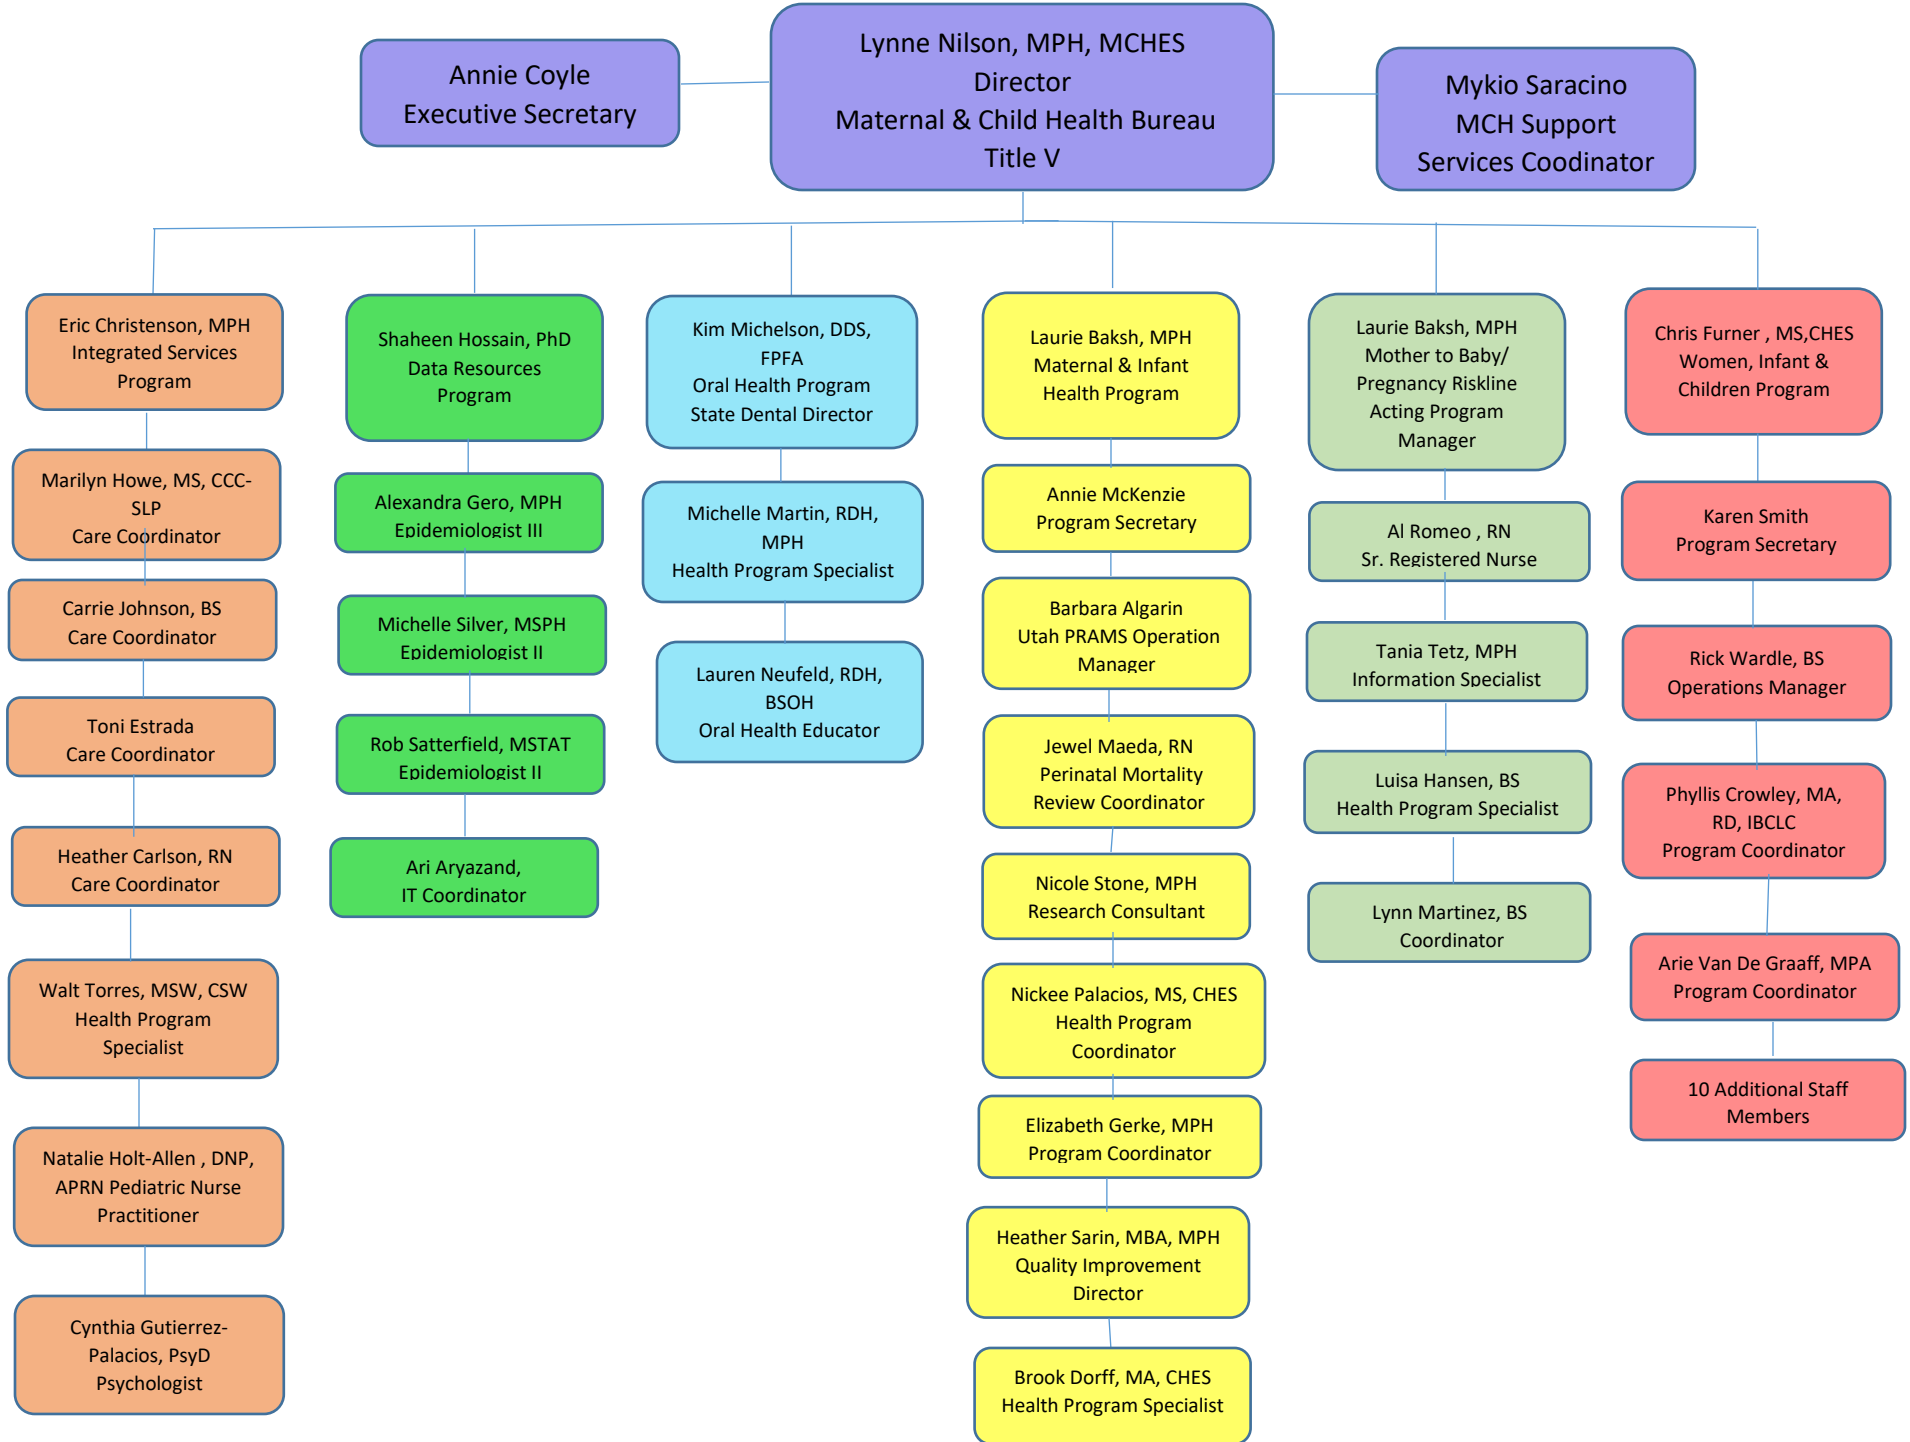 Annie Coyle
Executive Secretary
Lynne Nilson, MPH, MCHES
Director
Maternal & Child Health Bureau
Title V
Mykio Saracino
MCH Support
Services Coodinator
Eric Christenson, MPH
Integrated Services
Program
Marilyn Howe, MS, CCC-
SLP
Care Coordinator
Carrie Johnson, BS
Care Coordinator
Toni Estrada
Care Coordinator
Heather Carlson, RN
Care Coordinator
Walt Torres, MSW, CSW
Health Program
Specialist
Natalie Holt-Allen , DNP,
APRN Pediatric Nurse
Practitioner
Cynthia Gutierrez-
Palacios, PsyD
Psychologist
Shaheen Hossain, PhD
Data Resources
Program
Alexandra Gero, MPH
Epidemiologist III
Michelle Silver, MSPH
Epidemiologist II
Rob Satterfield, MSTAT
Epidemiologist II
Ari Aryazand,
IT Coordinator
Kim Michelson, DDS,
FPFA
Oral Health Program
State Dental Director
Michelle Martin, RDH,
MPH
Health Program Specialist
Lauren Neufeld, RDH,
BSOH
Oral Health Educator
Laurie Baksh, MPH
Maternal & Infant
Health Program
Annie McKenzie
Program Secretary
Barbara Algarin
Utah PRAMS Operation
Manager
Jewel Maeda, RN
Perinatal Mortality
Review Coordinator
Nicole Stone, MPH
Research Consultant
Nickee Palacios, MS, CHES
Health Program
Coordinator
Elizabeth Gerke, MPH
Program Coordinator
Heather Sarin, MBA, MPH
Quality Improvement
Director
Brook Dorff, MA, CHES
Health Program Specialist
Laurie Baksh, MPH
Mother to Baby/
Pregnancy Riskline
Acting Program
Manager
Al Romeo , RN
Sr. Registered Nurse
Tania Tetz, MPH
Information Specialist
Luisa Hansen, BS
Health Program Specialist
Lynn Martinez, BS
Coordinator
Chris Furner , MS,CHES
Women, Infant &
Children Program
Karen Smith
Program Secretary
Rick Wardle, BS
Operations Manager
Phyllis Crowley, MA,
RD, IBCLC
Program Coordinator
Arie Van De Graaff, MPA
Program Coordinator
10 Additional Staff
Members